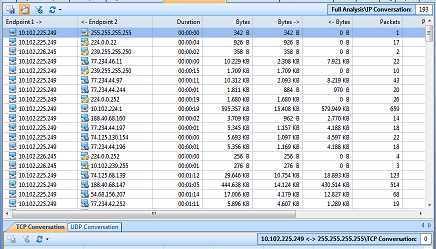 Full Analysis\IP Conversation: 193
Endpoint 1 -> <- Endpoint 2 Duration Bytes Bytes -> <- Bytes Packets
10.102.225.249 255.255.255.255 00:00:00 342 B 342 B 0 B 1
10.102.225.249 224.0.0.22 00:00:04 926 B 926 B 0 B 17
10.102.226.245 239.255.250.250 00:00:02 358 B 358 B 0 B 2
10.102.225.249 77.234.46.11 00:00:00 10.229 KB 2.308 KB 7.921 KB 22
10.102.225.249 239.255.255.250 00:00:15 1.709 KB 1.709 KB 0 B 10
10.102.225.249 77.234.44.97 00:00:11 10.312 KB 2.093 KB 8.219 KB 43
10.102.225.249 77.234.44.241 00:00:02 1.811 KB 884 B 970 B 20
10.102.225.249 224.0.0.252 00:00:19 1.680 KB 1.680 KB 0 B 26
10.102.225.249 10.102.224.1 00:00:19 595.357 KB 15.408 KB 579.949 KB 659
10.102.225.249 188.40.68.160 00:00:02 3.709 KB 962 B 2.770 KB 14
10.102.225.249 77.234.44.197 00:00:01 5.345 KB 1.157 KB 4.188 KB 18
10.102.225.249 74.125.130.154 00:00:00 5.693 KB 1.097 KB 4.597 KB 22
10.102.225.249 77.234.44.196 00:00:01 5.356 KB 1.169 KB 4.188 KB 18
10.102.226.245 224.0.0.252 00:00:00 256 B 256 B 0 B 4
10.102.226.245 10.102.239.255 00:00:01 276 B 276 B 0 B 3
10.102.225.249 74.125.68.139 00:01:12 29.646 KB 10.754 KB 18.893 KB 123
10.102.225.249 188.40.68.147 00:01:05 444.638 KB 14.124 KB 430.514 KB 514
10.102.225.249 54.68.156.207 00:01:14 17.006 KB 4.179 KB 12.827 KB 68
10.102.225.249 77.234.42.252 00:01:11 5.896 KB 4.607 KB 1.289 KB 19
TCP Conversation UDP Conversation
10.102.225.249 <-> 255.255.255.255\TCP Conversation: 0